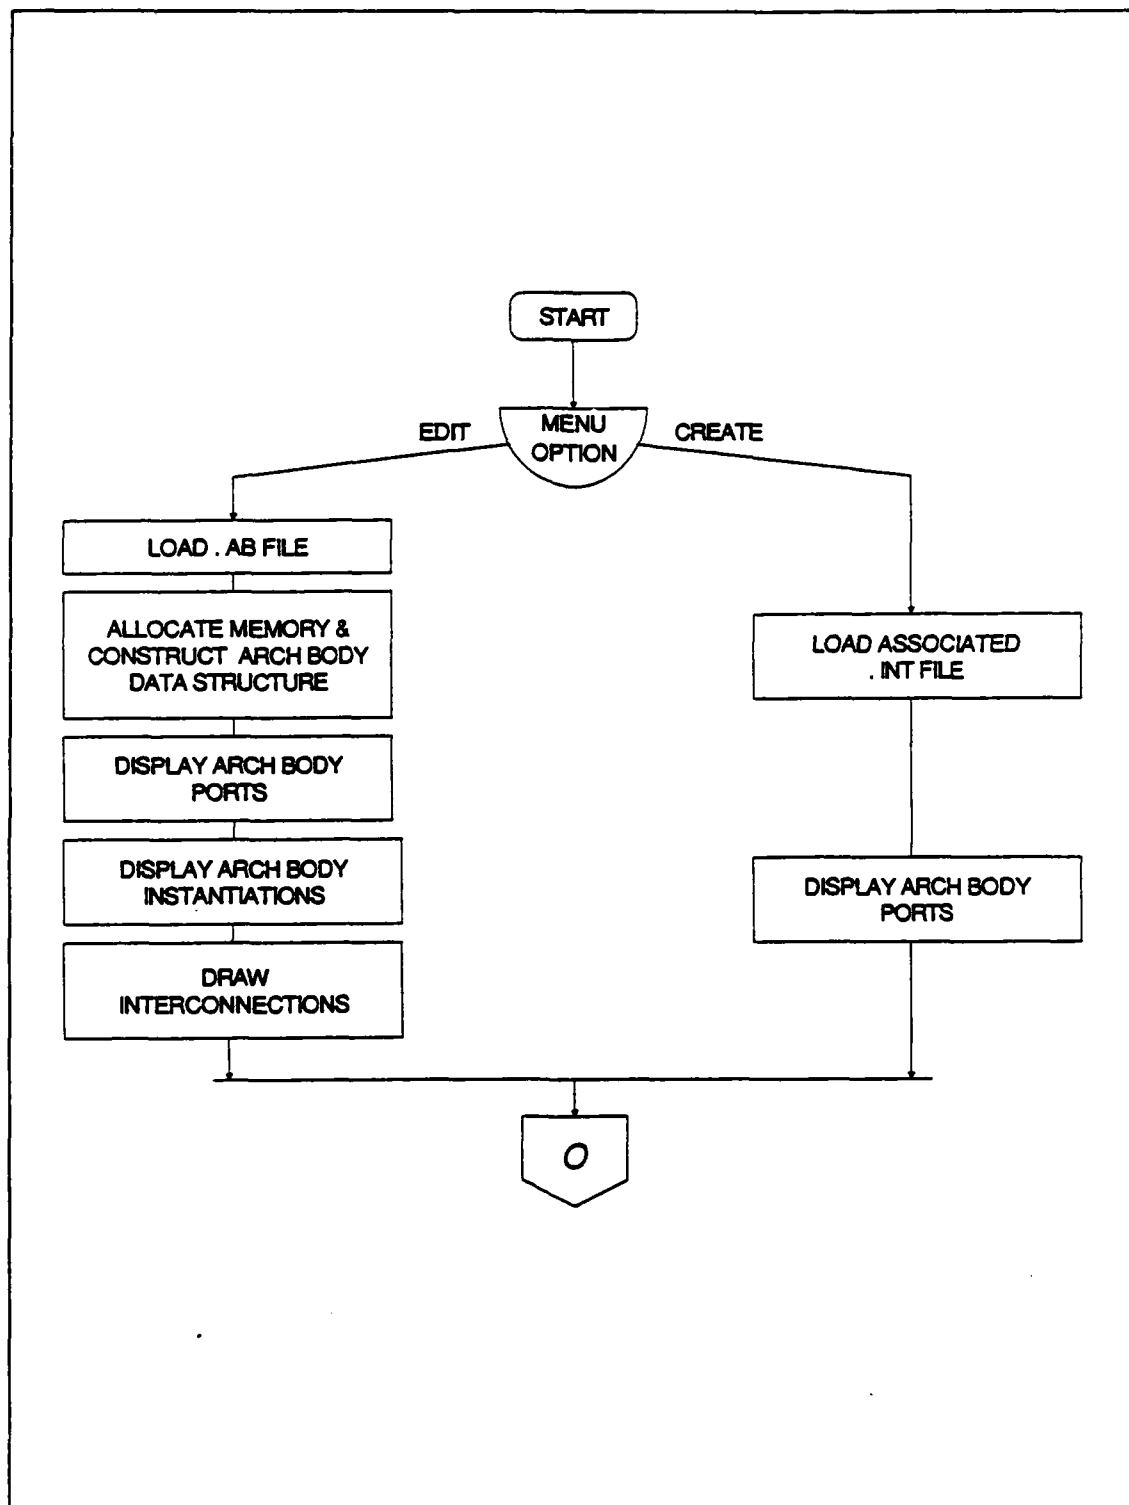 START
MENU
OPTION
EDIT
CREATE
LOAD . AB FILE
ALLOCATE MEMORY &
CONSTRUCT ARCH BODY
DATA STRUCTURE
DISPLAY ARCH BODY
PORTS
DISPLAY ARCH BODY
INSTANTIATIONS
DRAW
INTERCONNECTIONS
LOAD ASSOCIATED
. INT FILE
DISPLAY ARCH BODY
PORTS
O